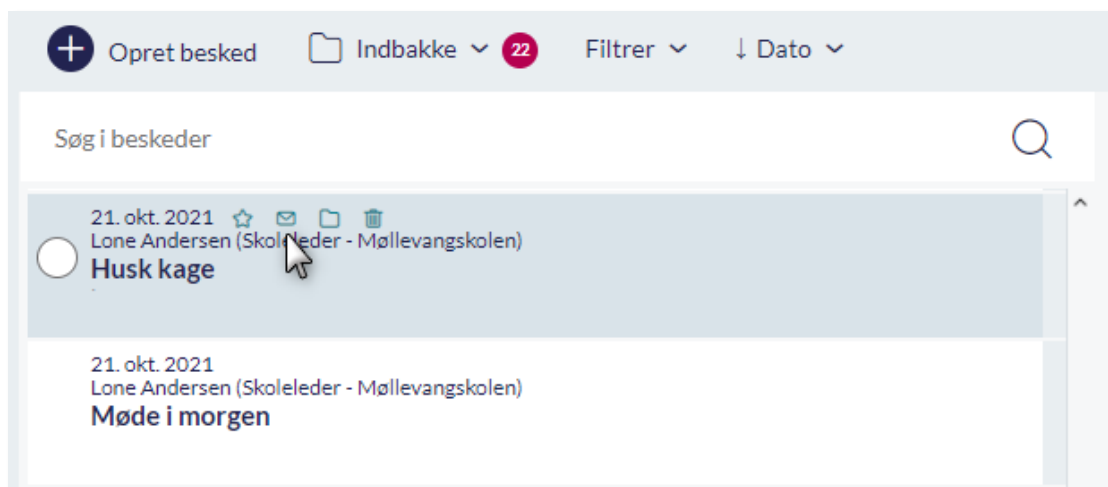 Opret besked Indbakke 22 Filtrer ↓ Dato
Søg i beskeder
21. okt. 2021
Lone Andersen (Skoleleder - Møllevangskolen)
Husk kage
21. okt. 2021
Lone Andersen (Skoleleder - Møllevangskolen)
Møde i morgen